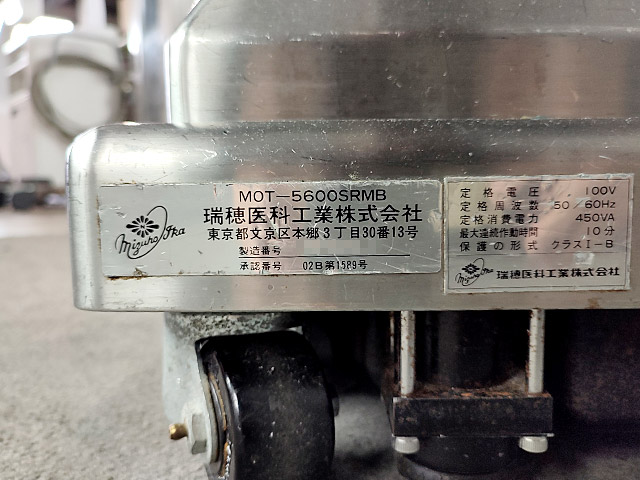 MOT-5600SRMB
瑞穂医科工業株式会社
東京都文京区本郷3丁目30番13号
製造番号
承認番号 02B第1589号
Mizuho Ika
定格電圧 100V
定格周波数 50/60Hz
定格消費電力 450VA
最大連続作動時間 10分
保護の形式 クラスI-B
Mizuho Ika 瑞穂医科工業株式会社